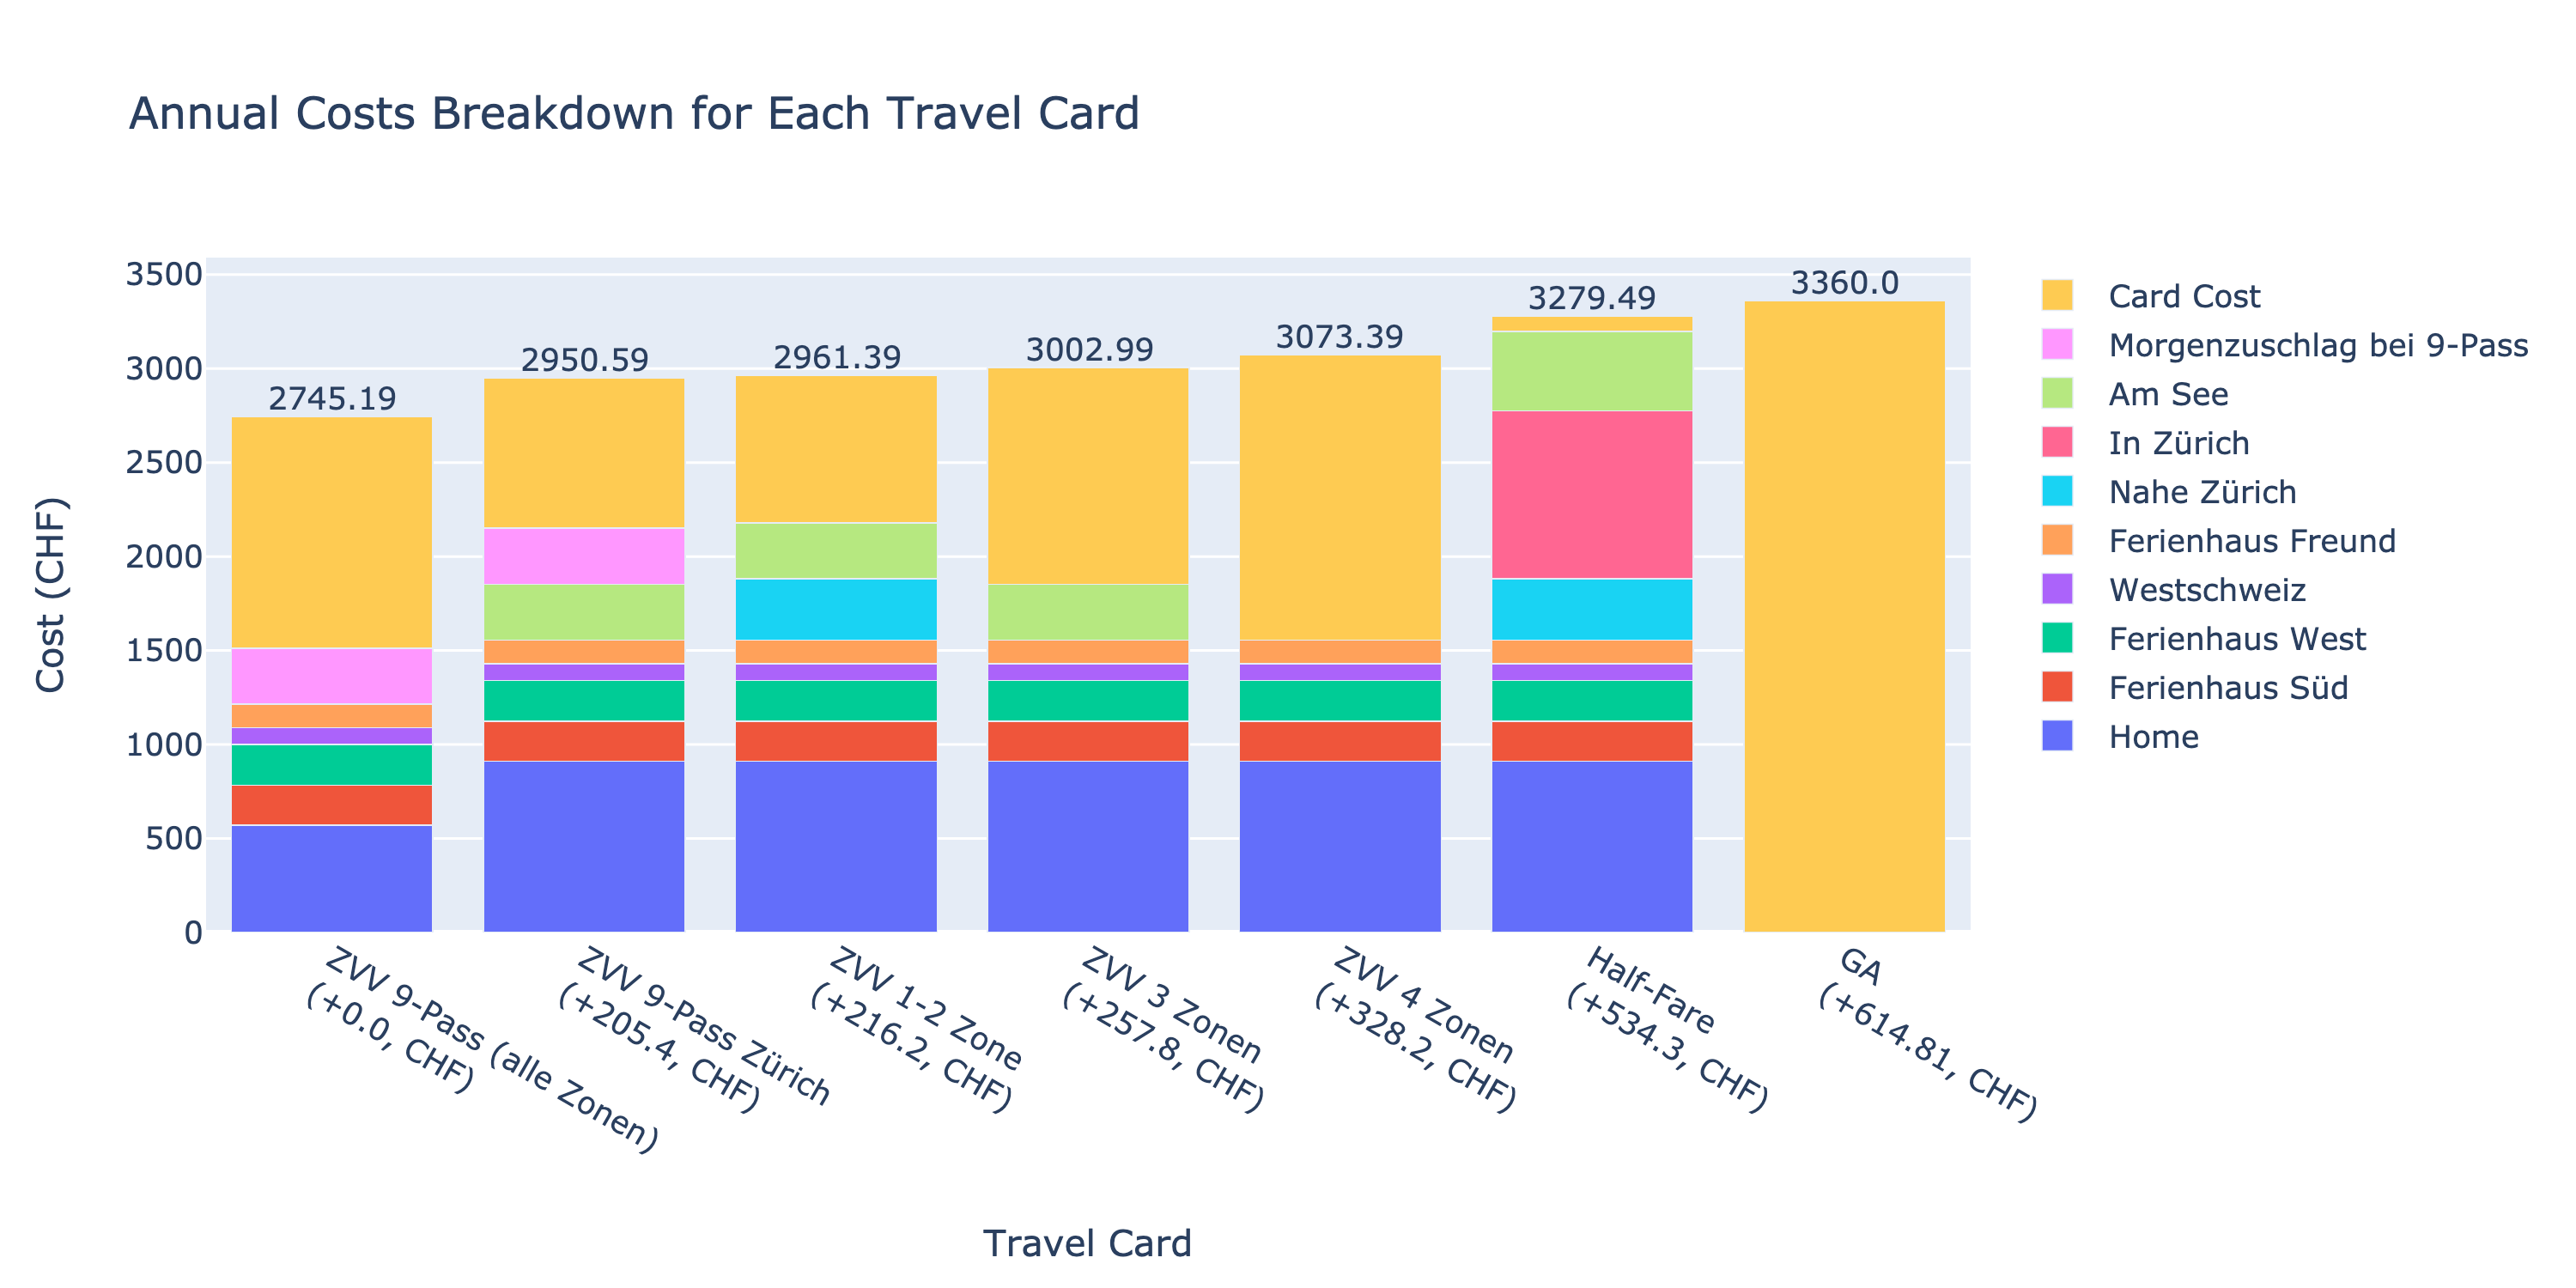 Annual Costs Breakdown for Each Travel Card
Cost (CHF)
3500
3000
2500
2000
1500
1000
500
0
2745.19
2950.59
2961.39
3002.99
3073.39
3279.49
3360.0
ZVV 9-Pass (alle Zonen)
(+0.0, CHF)
ZVV 9-Pass Zürich
(+205.4, CHF)
ZVV 1-2 Zone
(+216.2, CHF)
ZVV 3 Zonen
(+257.8, CHF)
ZVV 4 Zonen
(+328.2, CHF)
Half-Fare
(+534.3, CHF)
GA
(+614.81, CHF)
Travel Card
Card Cost
Morgenzuschlag bei 9-Pass
Am See
In Zürich
Nahe Zürich
Ferienhaus Freund
Westschweiz
Ferienhaus West
Ferienhaus Süd
Home